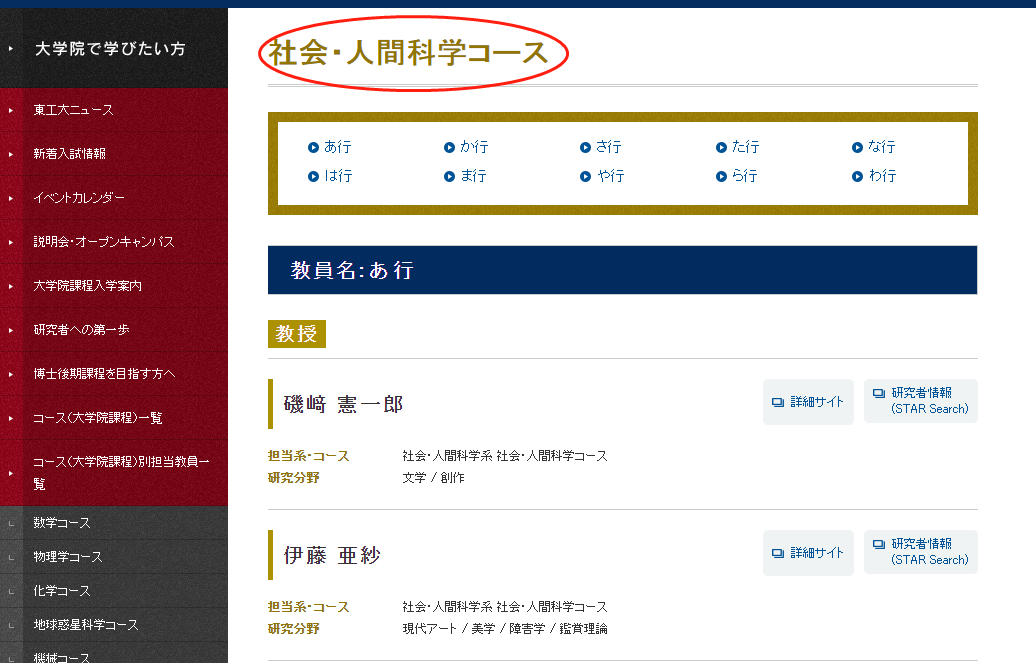 大学院で学びたい方
東工大ニュース
新着入試情報
イベントカレンダー
説明会・オープンキャンパス
大学院課程入学案内
研究者への第一歩
博士後期課程を目指す方へ
コース(大学院課程)一覧
コース(大学院課程)別担当教員一
覧
数学コース
物理学コース
化学コース
地球惑星科学コース
機械コース
社会・人間科学コース
あ行 か行 さ行 た行 な行
は行 ま行 や行 ら行 わ行
教員名:あ行
教授
磯﨑 憲一郎
詳細サイト
研究者情報
(STAR Search)
担当系・コース 社会・人間科学系 社会・人間科学コース
研究分野 文学 / 創作
伊藤 亜紗
詳細サイト
研究者情報
(STAR Search)
担当系・コース 社会・人間科学系 社会・人間科学コース
研究分野 現代アート / 美学 / 障害学 / 鑑賞理論